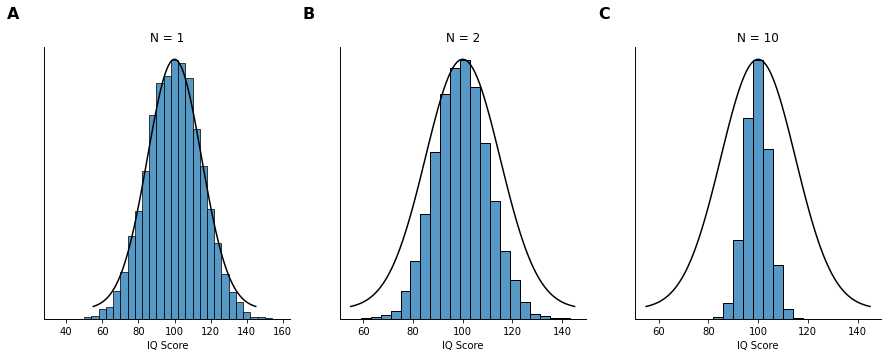 A
B
C
N = 1
N = 2
N = 10
40 60 80 100 120 140 160
60 80 100 120 140
60 80 100 120 140
IQ Score
IQ Score
IQ Score